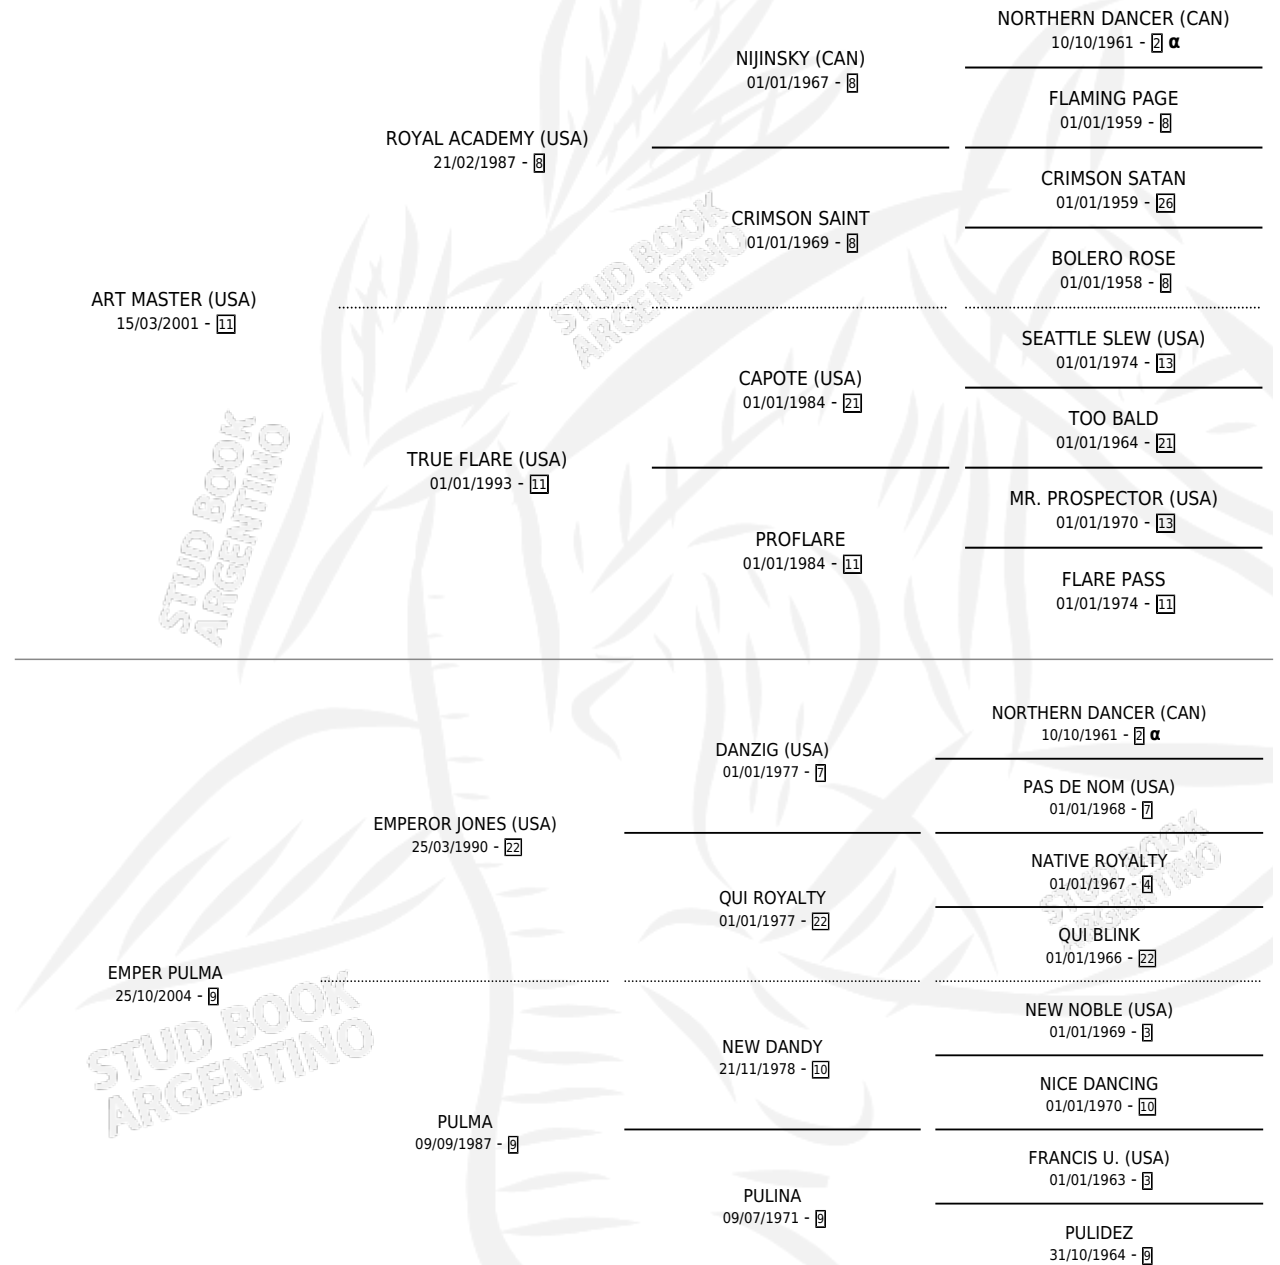 NORTHERN DANCER (CAN)
10/10/1961 - 2 α
NIJINSKY (CAN)
01/01/1967 - 8
FLAMING PAGE
01/01/1959 - 8
ROYAL ACADEMY (USA)
21/02/1987 - 8
CRIMSON SATAN
01/01/1959 - 26
CRIMSON SAINT
01/01/1969 - 8
BOLERO ROSE
01/01/1958 - 8
ART MASTER (USA)
15/03/2001 - 11
SEATTLE SLEW (USA)
01/01/1974 - 13
CAPOTE (USA)
01/01/1984 - 21
TOO BALD
01/01/1964 - 21
TRUE FLARE (USA)
01/01/1993 - 11
MR. PROSPECTOR (USA)
01/01/1970 - 13
PROFLARE
01/01/1984 - 11
FLARE PASS
01/01/1974 - 11
NORTHERN DANCER (CAN)
10/10/1961 - 2 α
DANZIG (USA)
01/01/1977 - 7
PAS DE NOM (USA)
01/01/1968 - 7
EMPEROR JONES (USA)
25/03/1990 - 22
NATIVE ROYALTY
01/01/1967 - 4
QUI ROYALTY
01/01/1977 - 22
QUI BLINK
01/01/1966 - 22
EMPER PULMA
25/10/2004 - 9
NEW NOBLE (USA)
01/01/1969 - 3
NEW DANDY
21/11/1978 - 10
NICE DANCING
01/01/1970 - 10
PULMA
09/09/1987 - 9
FRANCIS U. (USA)
01/01/1963 - 3
PULINA
09/07/1971 - 9
PULIDEZ
31/10/1964 - 9
STUD BOOK
ARGENTINO
STUD BOOK
ARGENTINO
STUD BOOK
ARGENTINO
STUD BOOK
ARGENTINO